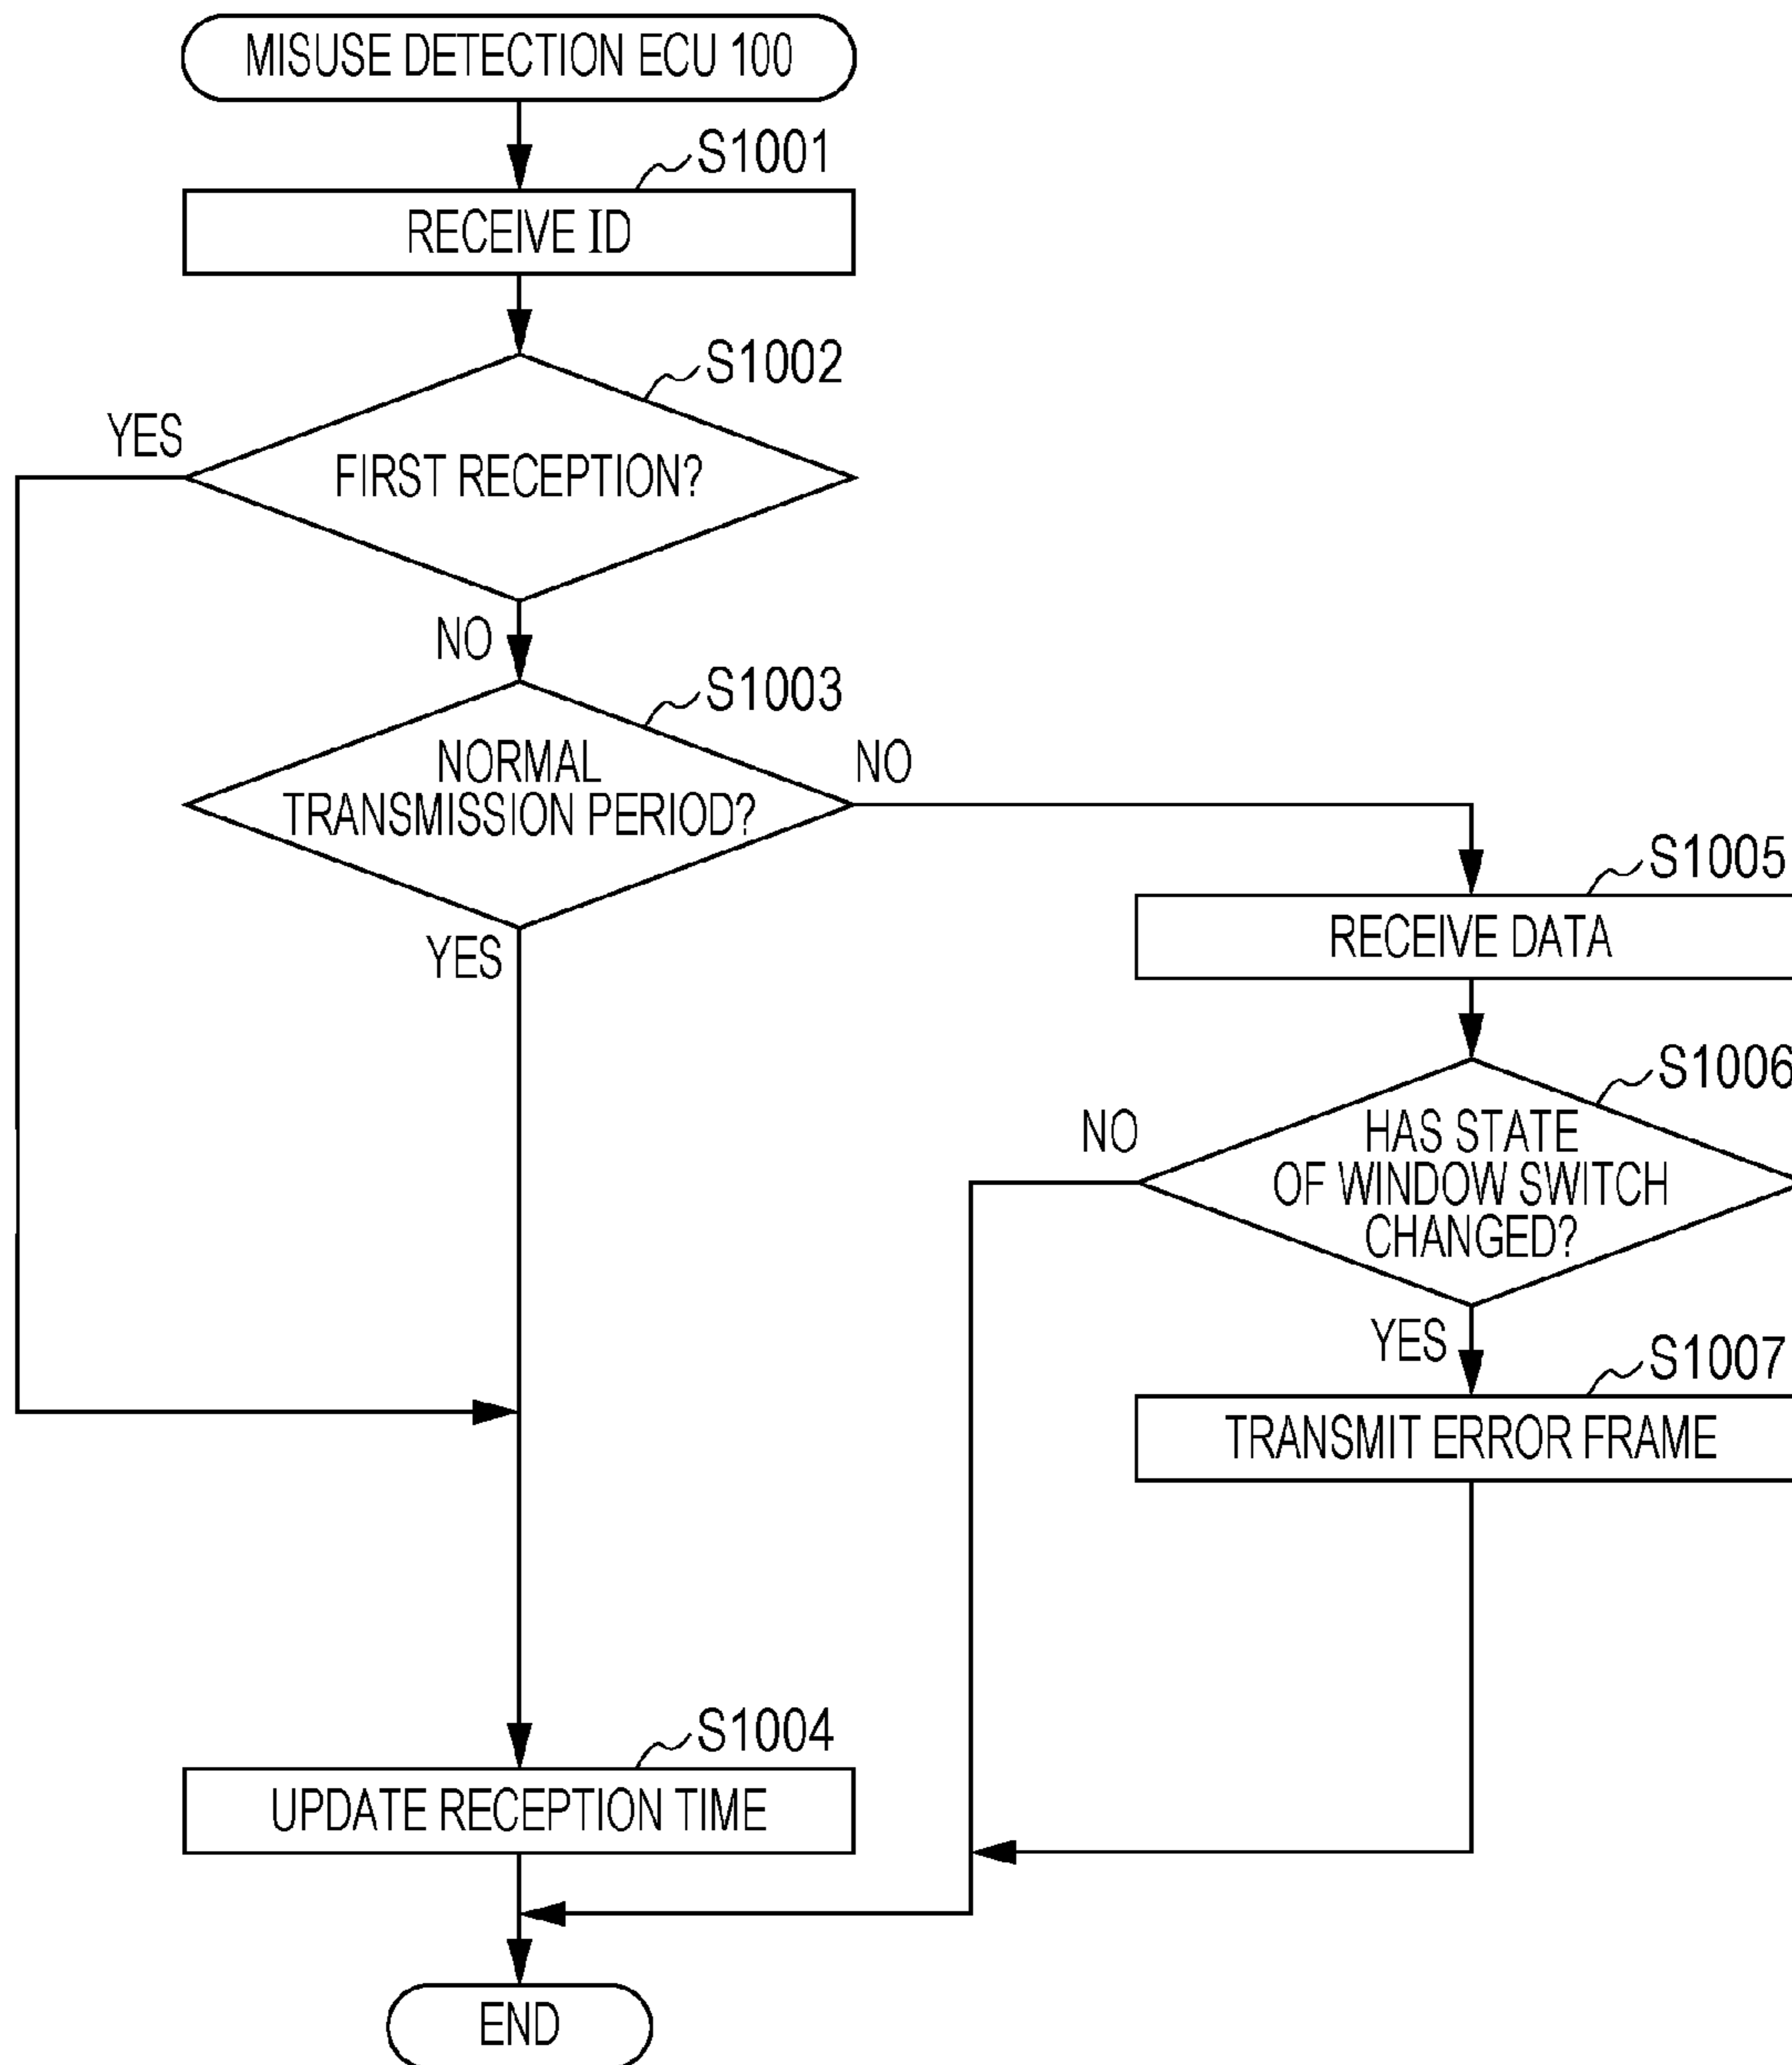 MISUSE DETECTION ECU 100
S1001
RECEIVE ID
S1002
YES
FIRST RECEPTION?
NO
S1003
NORMAL
TRANSMISSION PERIOD?
NO
YES
S1005
RECEIVE DATA
S1006
NO
HAS STATE
OF WINDOW SWITCH
CHANGED?
YES
S1007
TRANSMIT ERROR FRAME
S1004
UPDATE RECEPTION TIME
END